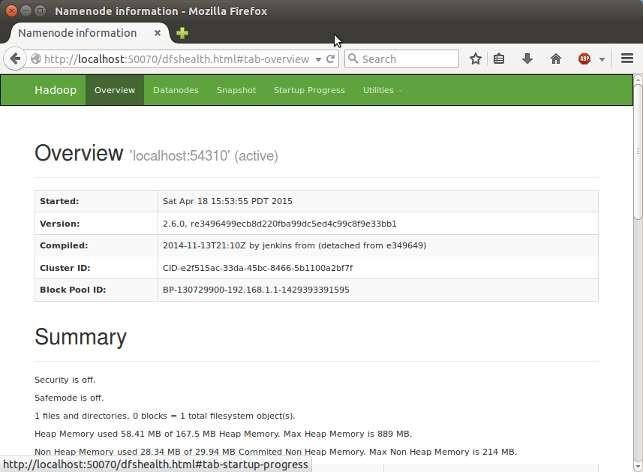 Namenode information - Mozilla Firefox
Namenode information
http://localhost:50070/dfshealth.html#tab-overview Search ABP
Hadoop Overview Datanodes Snapshot Startup Progress Utilities
Overview 'localhost:54310' (active)
Started: Sat Apr 18 15:53:55 PDT 2015
Version: 2.6.0, re3496499ecb8d220fba99dc5ed4c99c8f9e33bb1
Compiled: 2014-11-13T21:10Z by jenkins from (detached from e349649)
Cluster ID: CID-e2f515ac-33da-45bc-8466-5b1100a2bf7f
Block Pool ID: BP-130729900-192.168.1.1-1429393391595
Summary
Security is off.
Safemode is off.
1 files and directories, 0 blocks = 1 total filesystem object(s).
Heap Memory used 58.41 MB of 167.5 MB Heap Memory. Max Heap Memory is 889 MB.
Non Heap Memory used 28.34 MB of 29.94 MB Commited Non Heap Memory. Max Non Heap Memory is 214 MB.
http://localhost:50070/dfshealth.html#tab-startup-progress